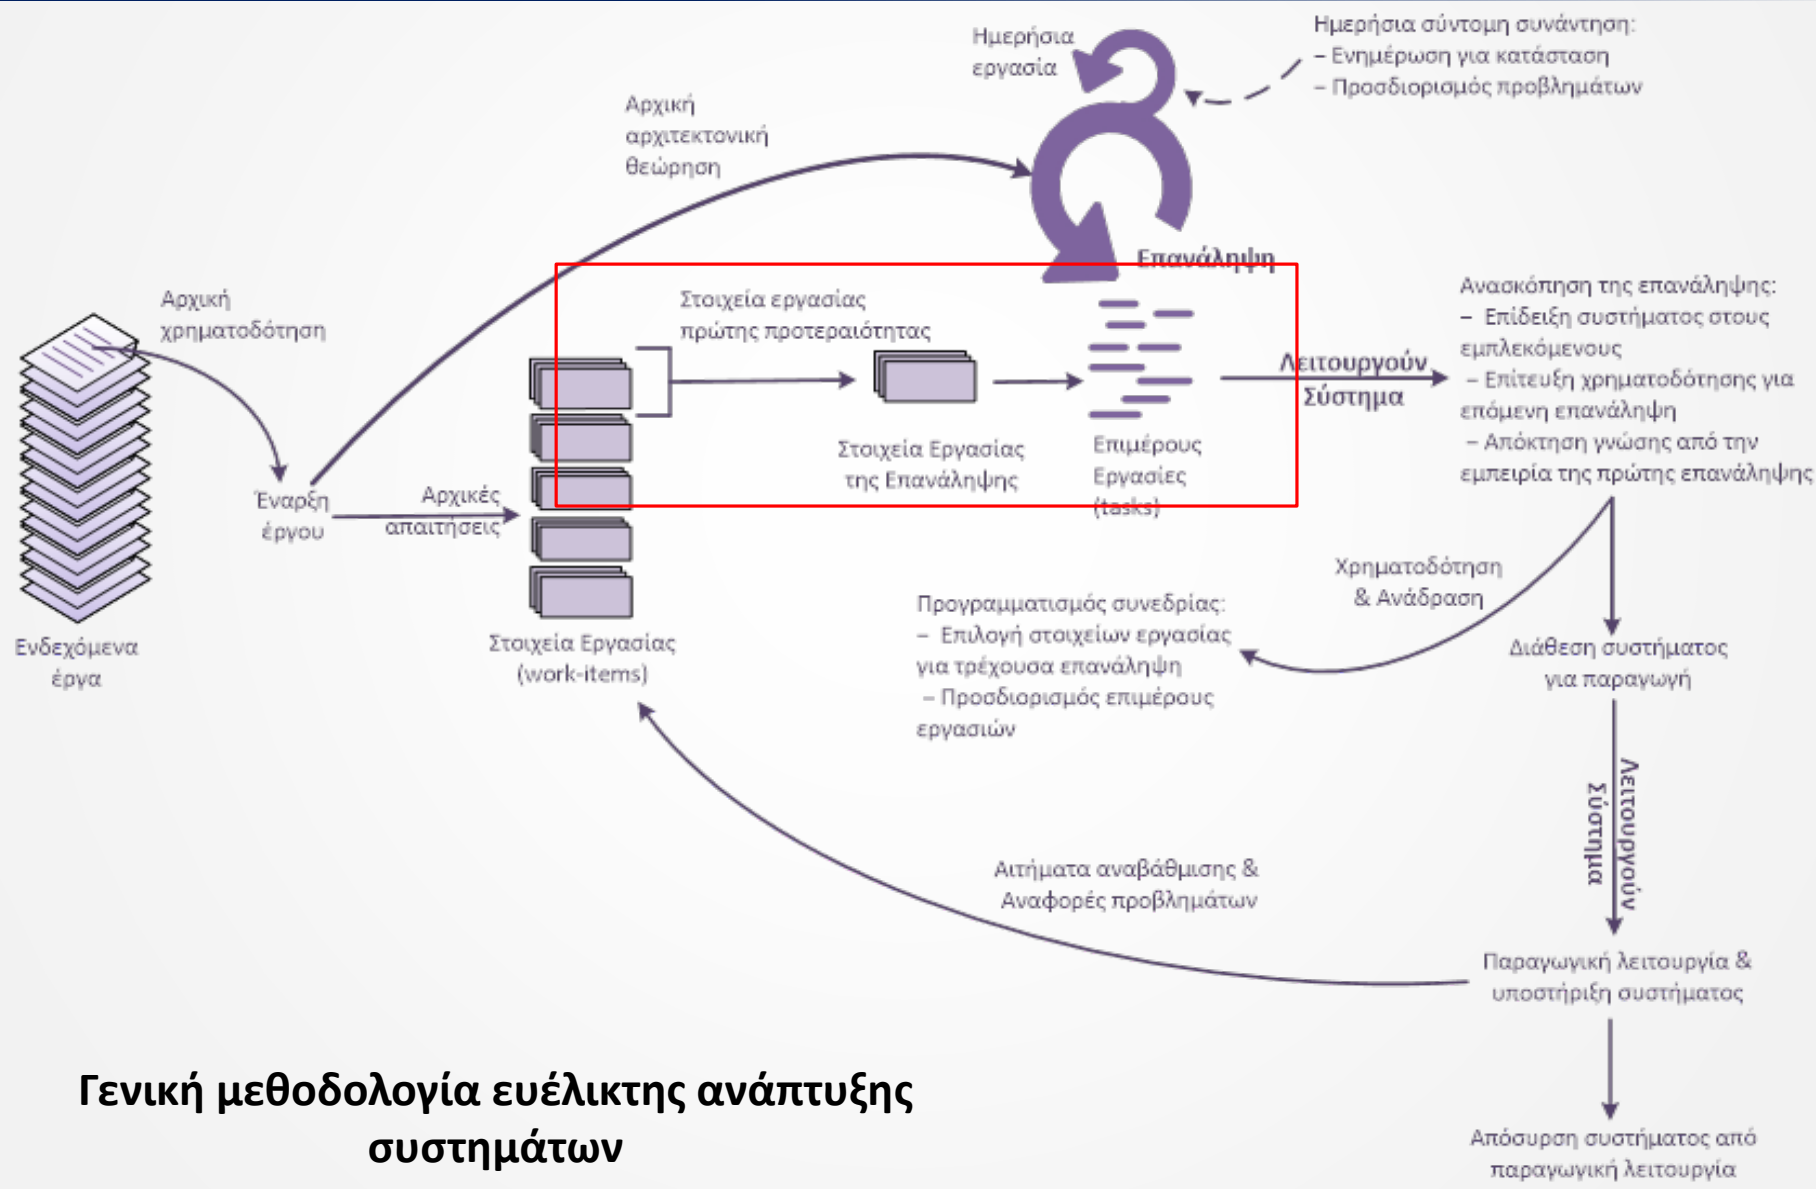 Ημερήσια
εργασία
Ημερήσια σύντομη συνάντηση:
– Ενημέρωση για κατάσταση
– Προσδιορισμός προβλημάτων
Αρχική
αρχιτεκτονική
θεώρηση
Επανάληψη
Αρχική
χρηματοδότηση
Στοιχεία εργασίας
πρώτης προτεραιότητας
Ανασκόπηση της επανάληψης:
– Επίδειξη συστήματος στους
εμπλεκόμενους
– Επίτευξη χρηματοδότησης για
επόμενη επανάληψη
– Απόκτηση γνώσης από την
εμπειρία της πρώτης επανάληψης
Λειτουργούν
Σύστημα
Στοιχεία Εργασίας
της Επανάληψης
Επιμέρους
Εργασίες
(tasks)
Έναρξη
έργου
Αρχικές
απαιτήσεις
Χρηματοδότηση
& Ανάδραση
Προγραμματισμός συνεδρίας:
– Επιλογή στοιχείων εργασίας
για τρέχουσα επανάληψη
– Προσδιορισμός επιμέρους
εργασιών
Ενδεχόμενα
έργα
Στοιχεία Εργασίας
(work-items)
Διάθεση συστήματος
για παραγωγή
Λειτουργούν
Σύστημα
Αιτήματα αναβάθμισης &
Αναφορές προβλημάτων
Παραγωγική λειτουργία &
υποστήριξη συστήματος
Γενική μεθοδολογία ευέλικτης ανάπτυξης
συστημάτων
Απόσυρση συστήματος από
παραγωγική λειτουργία